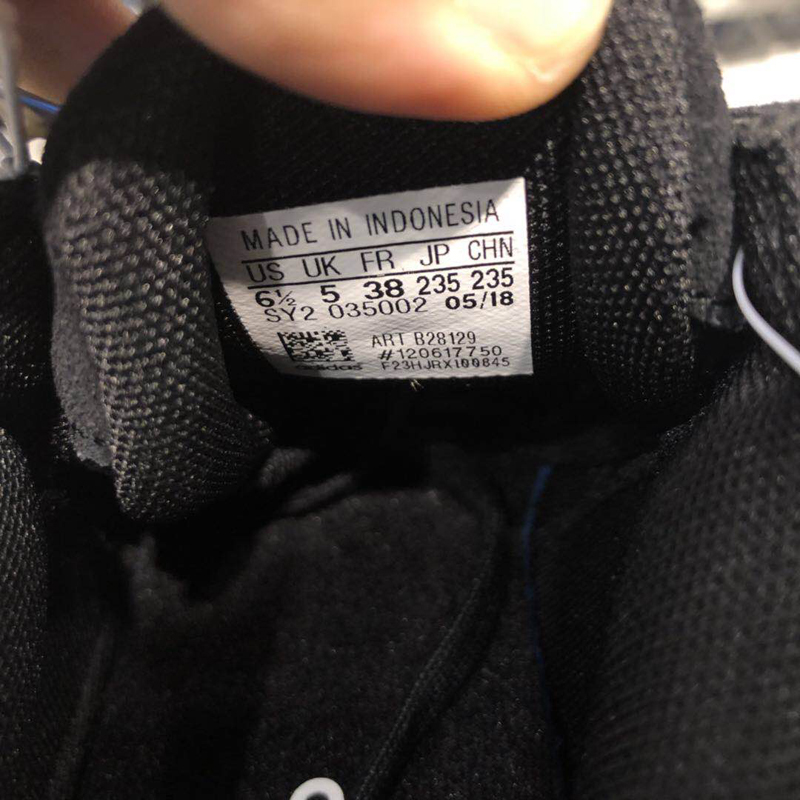 MADE IN INDONESIA
US UK FR JP CHN
6½ 5 38 235 235
SY2 035002 05/18
ART B28129
#120617750
adidas F23HJRX100845